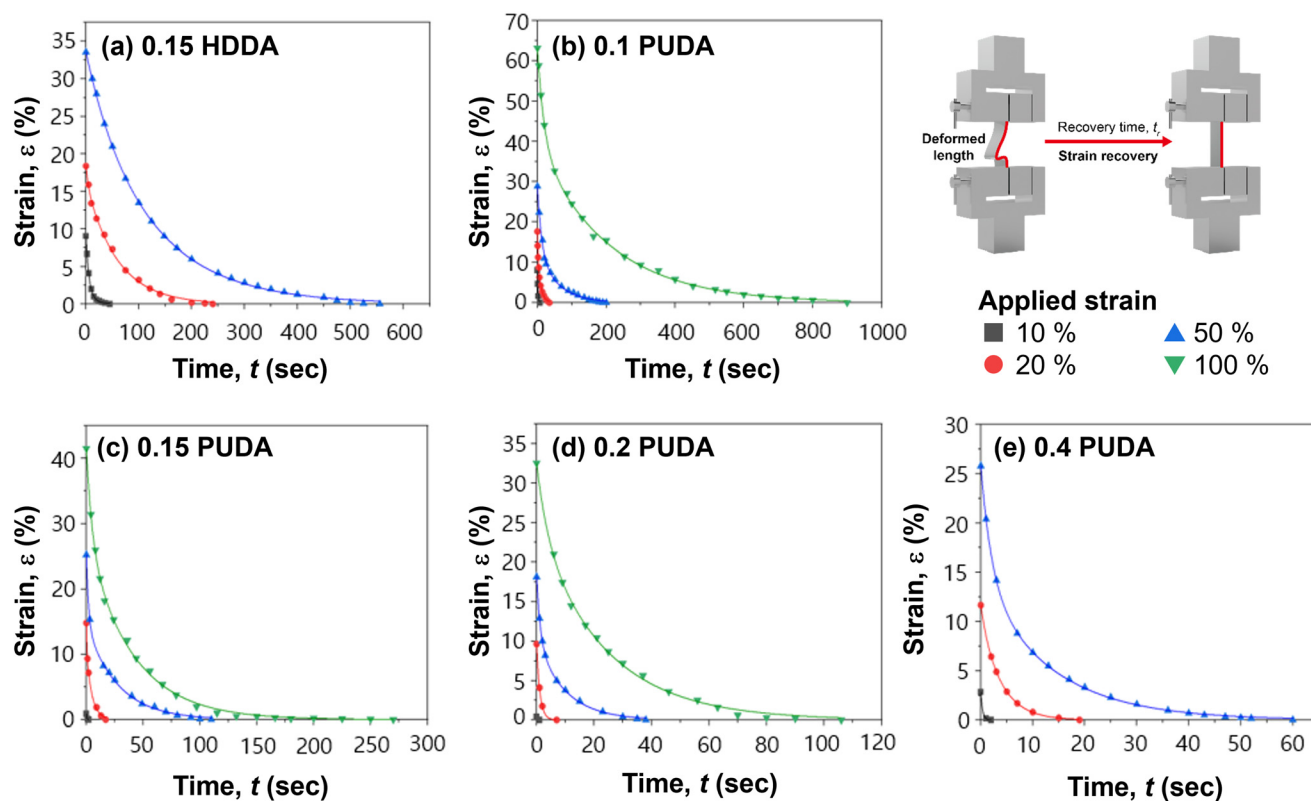 (a) 0.15 HDDA
35
30
25
20
15
10
5
0
Strain, ε (%)
0 100 200 300 400 500 600
Time, t (sec)
(b) 0.1 PUDA
70
60
50
40
30
20
10
0
Strain, ε (%)
0 200 400 600 800 1000
Time, t (sec)
Deformed
length
Recovery time, tᵣ
Strain recovery
Applied strain
10 % 50 %
20 % 100 %
(c) 0.15 PUDA
40
30
20
10
0
Strain, ε (%)
0 50 100 150 200 250 300
Time, t (sec)
(d) 0.2 PUDA
35
30
25
20
15
10
5
0
Strain, ε (%)
0 20 40 60 80 100 120
Time, t (sec)
(e) 0.4 PUDA
30
25
20
15
10
5
0
Strain, ε (%)
0 10 20 30 40 50 60
Time, t (sec)